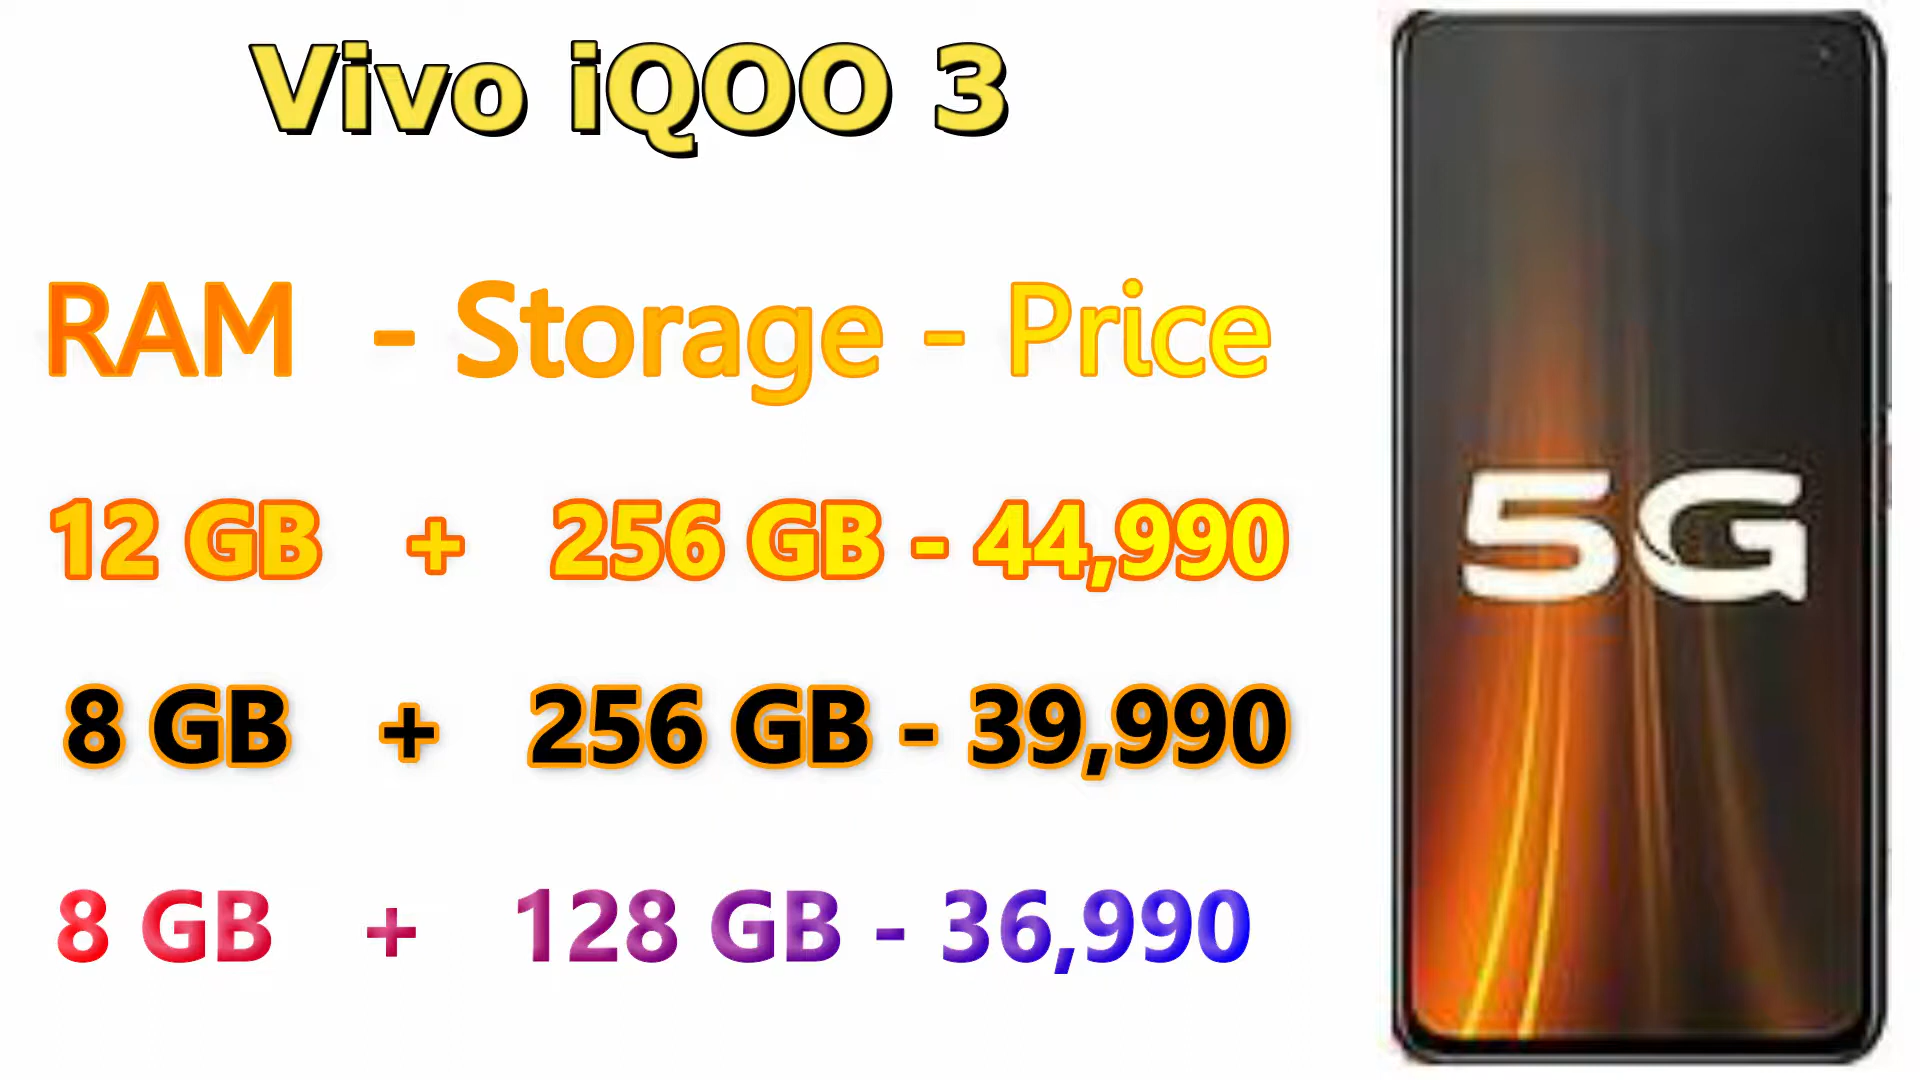 Vivo iQOO 3
RAM - Storage - Price
12 GB + 256 GB - 44,990
8 GB + 256 GB - 39,990
8 GB + 128 GB - 36,990
5G